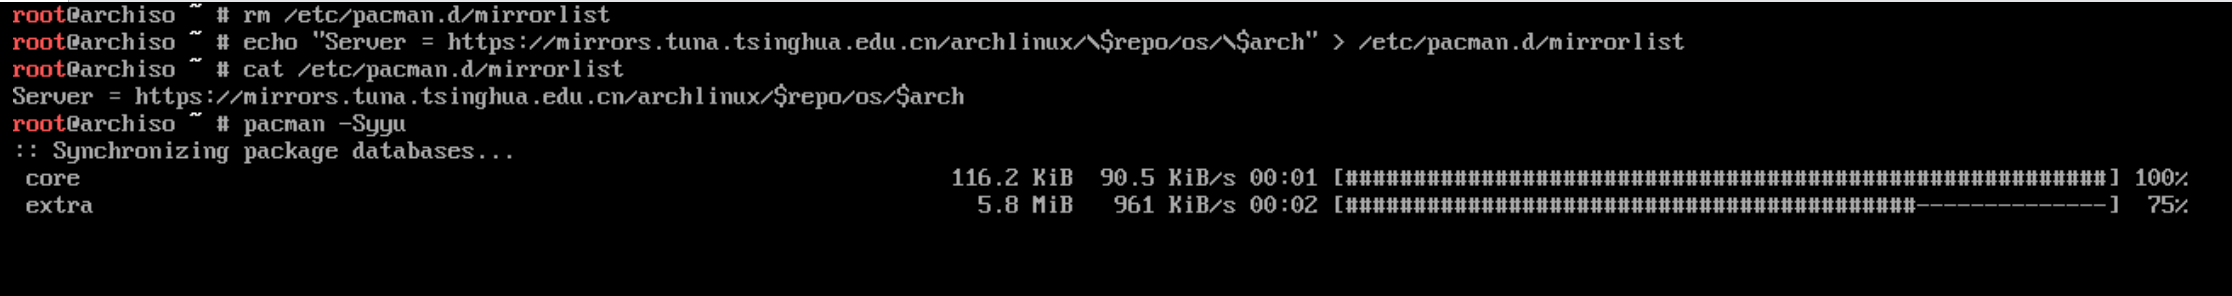 root@archiso ~ # rm /etc/pacman.d/mirrorlist
root@archiso ~ # echo "Server = https://mirrors.tuna.tsinghua.edu.cn/archlinux/\$repo/os/\$arch" > /etc/pacman.d/mirrorlist
root@archiso ~ # cat /etc/pacman.d/mirrorlist
Server = https://mirrors.tuna.tsinghua.edu.cn/archlinux/$repo/os/$arch
root@archiso ~ # pacman -Syyu
:: Synchronizing package databases...
core 116.2 KiB 90.5 KiB/s 00:01 [########################################################] 100%
extra 5.8 MiB 961 KiB/s 00:02 [##########################################--------------] 75%